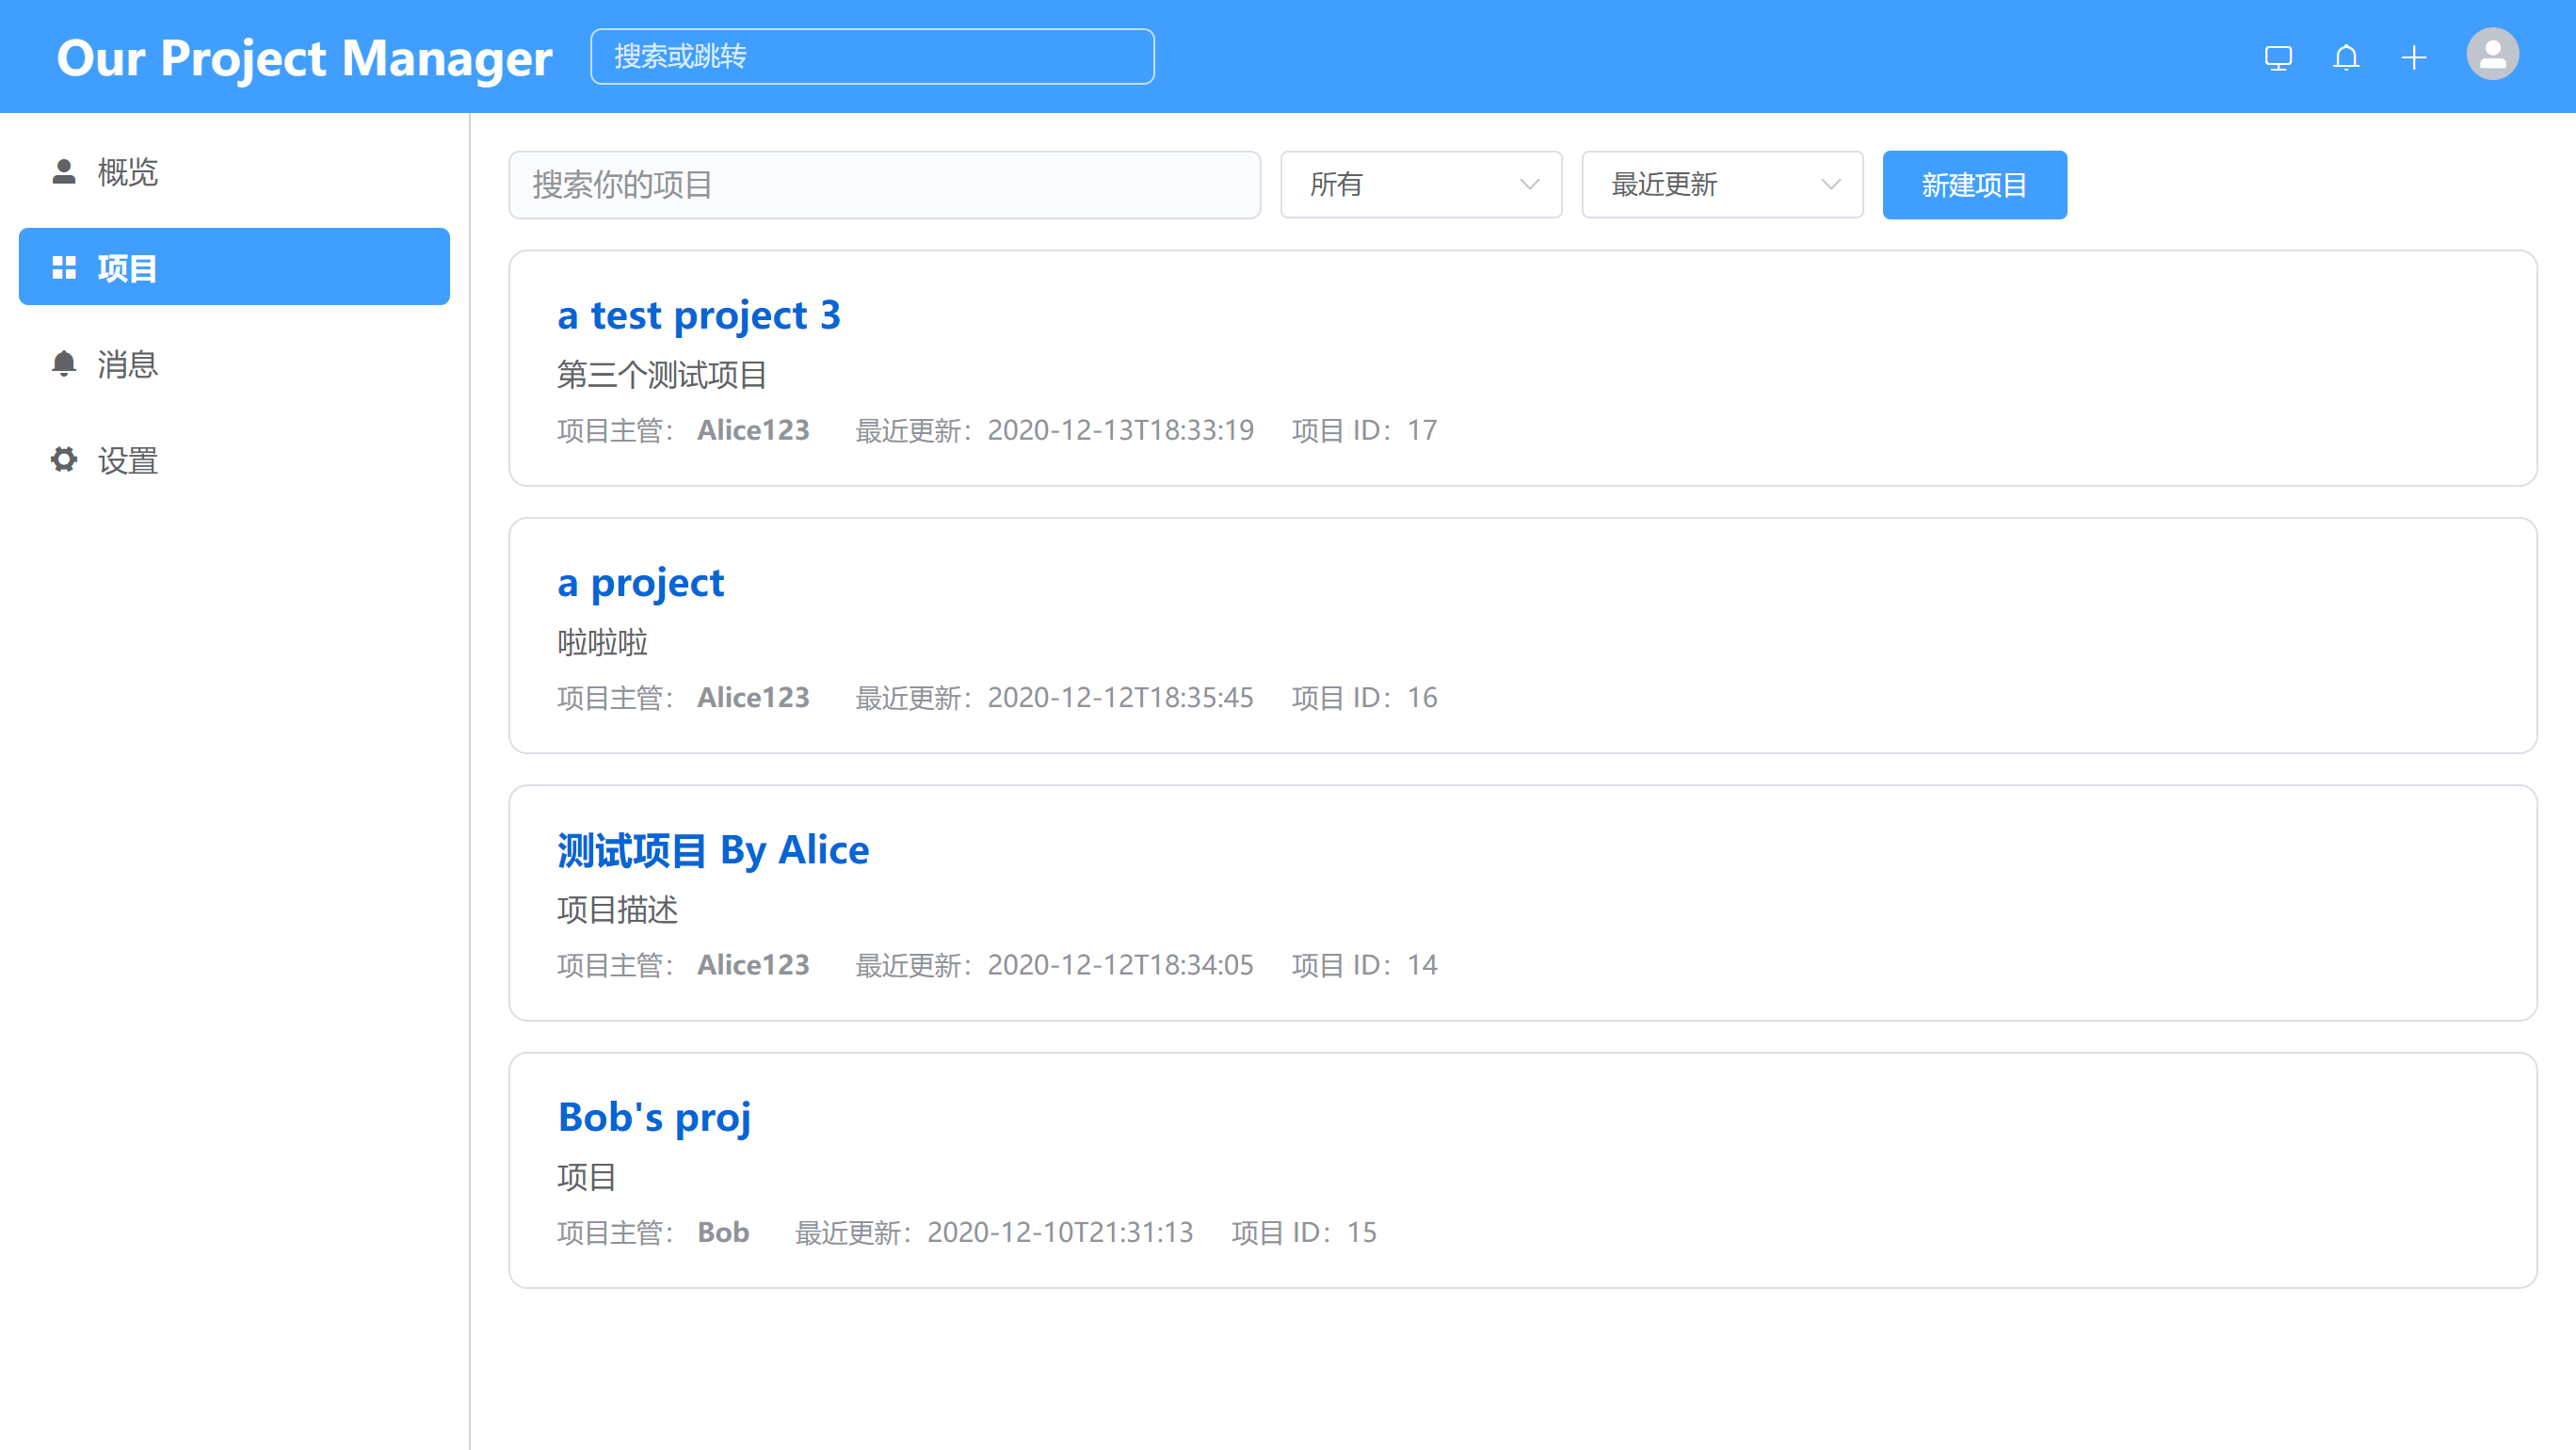 Our Project Manager
搜索或跳转
概览
项目
消息
设置
搜索你的项目
所有
最近更新
新建项目
a test project 3
第三个测试项目
项目主管： Alice123 最近更新：2020-12-13T18:33:19 项目 ID：17
a project
啦啦啦
项目主管： Alice123 最近更新：2020-12-12T18:35:45 项目 ID：16
测试项目 By Alice
项目描述
项目主管： Alice123 最近更新：2020-12-12T18:34:05 项目 ID：14
Bob's proj
项目
项目主管： Bob 最近更新：2020-12-10T21:31:13 项目 ID：15